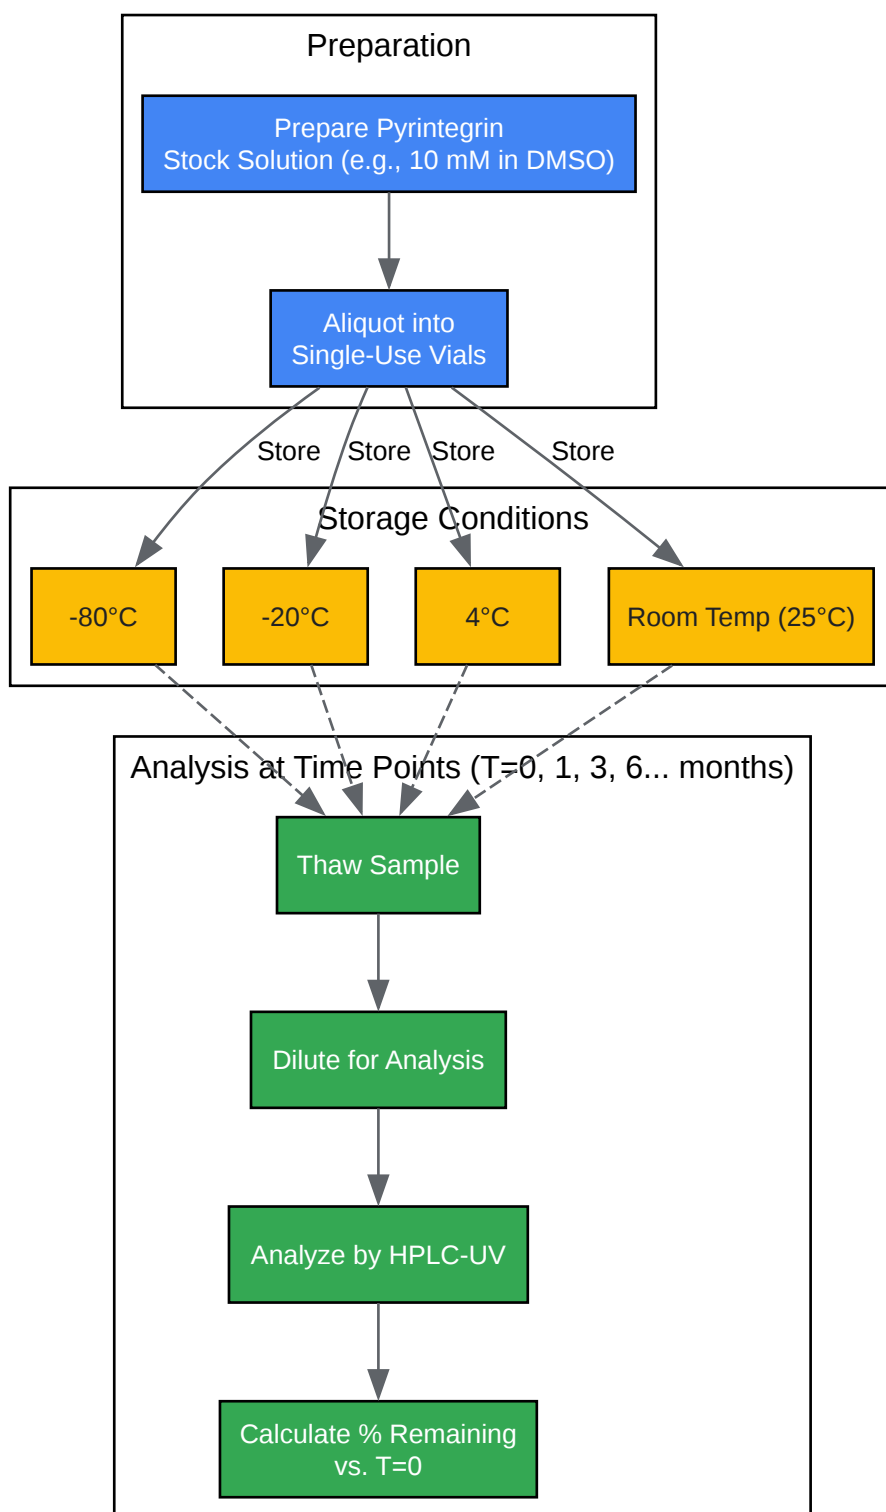 Preparation
Prepare Pyrintegrin
Stock Solution (e.g., 10 mM in DMSO)
Aliquot into
Single-Use Vials
Store
Store
Store
Store
Storage Conditions
-80°C
-20°C
4°C
Room Temp (25°C)
Analysis at Time Points (T=0, 1, 3, 6... months)
Thaw Sample
Dilute for Analysis
Analyze by HPLC-UV
Calculate % Remaining
vs. T=0